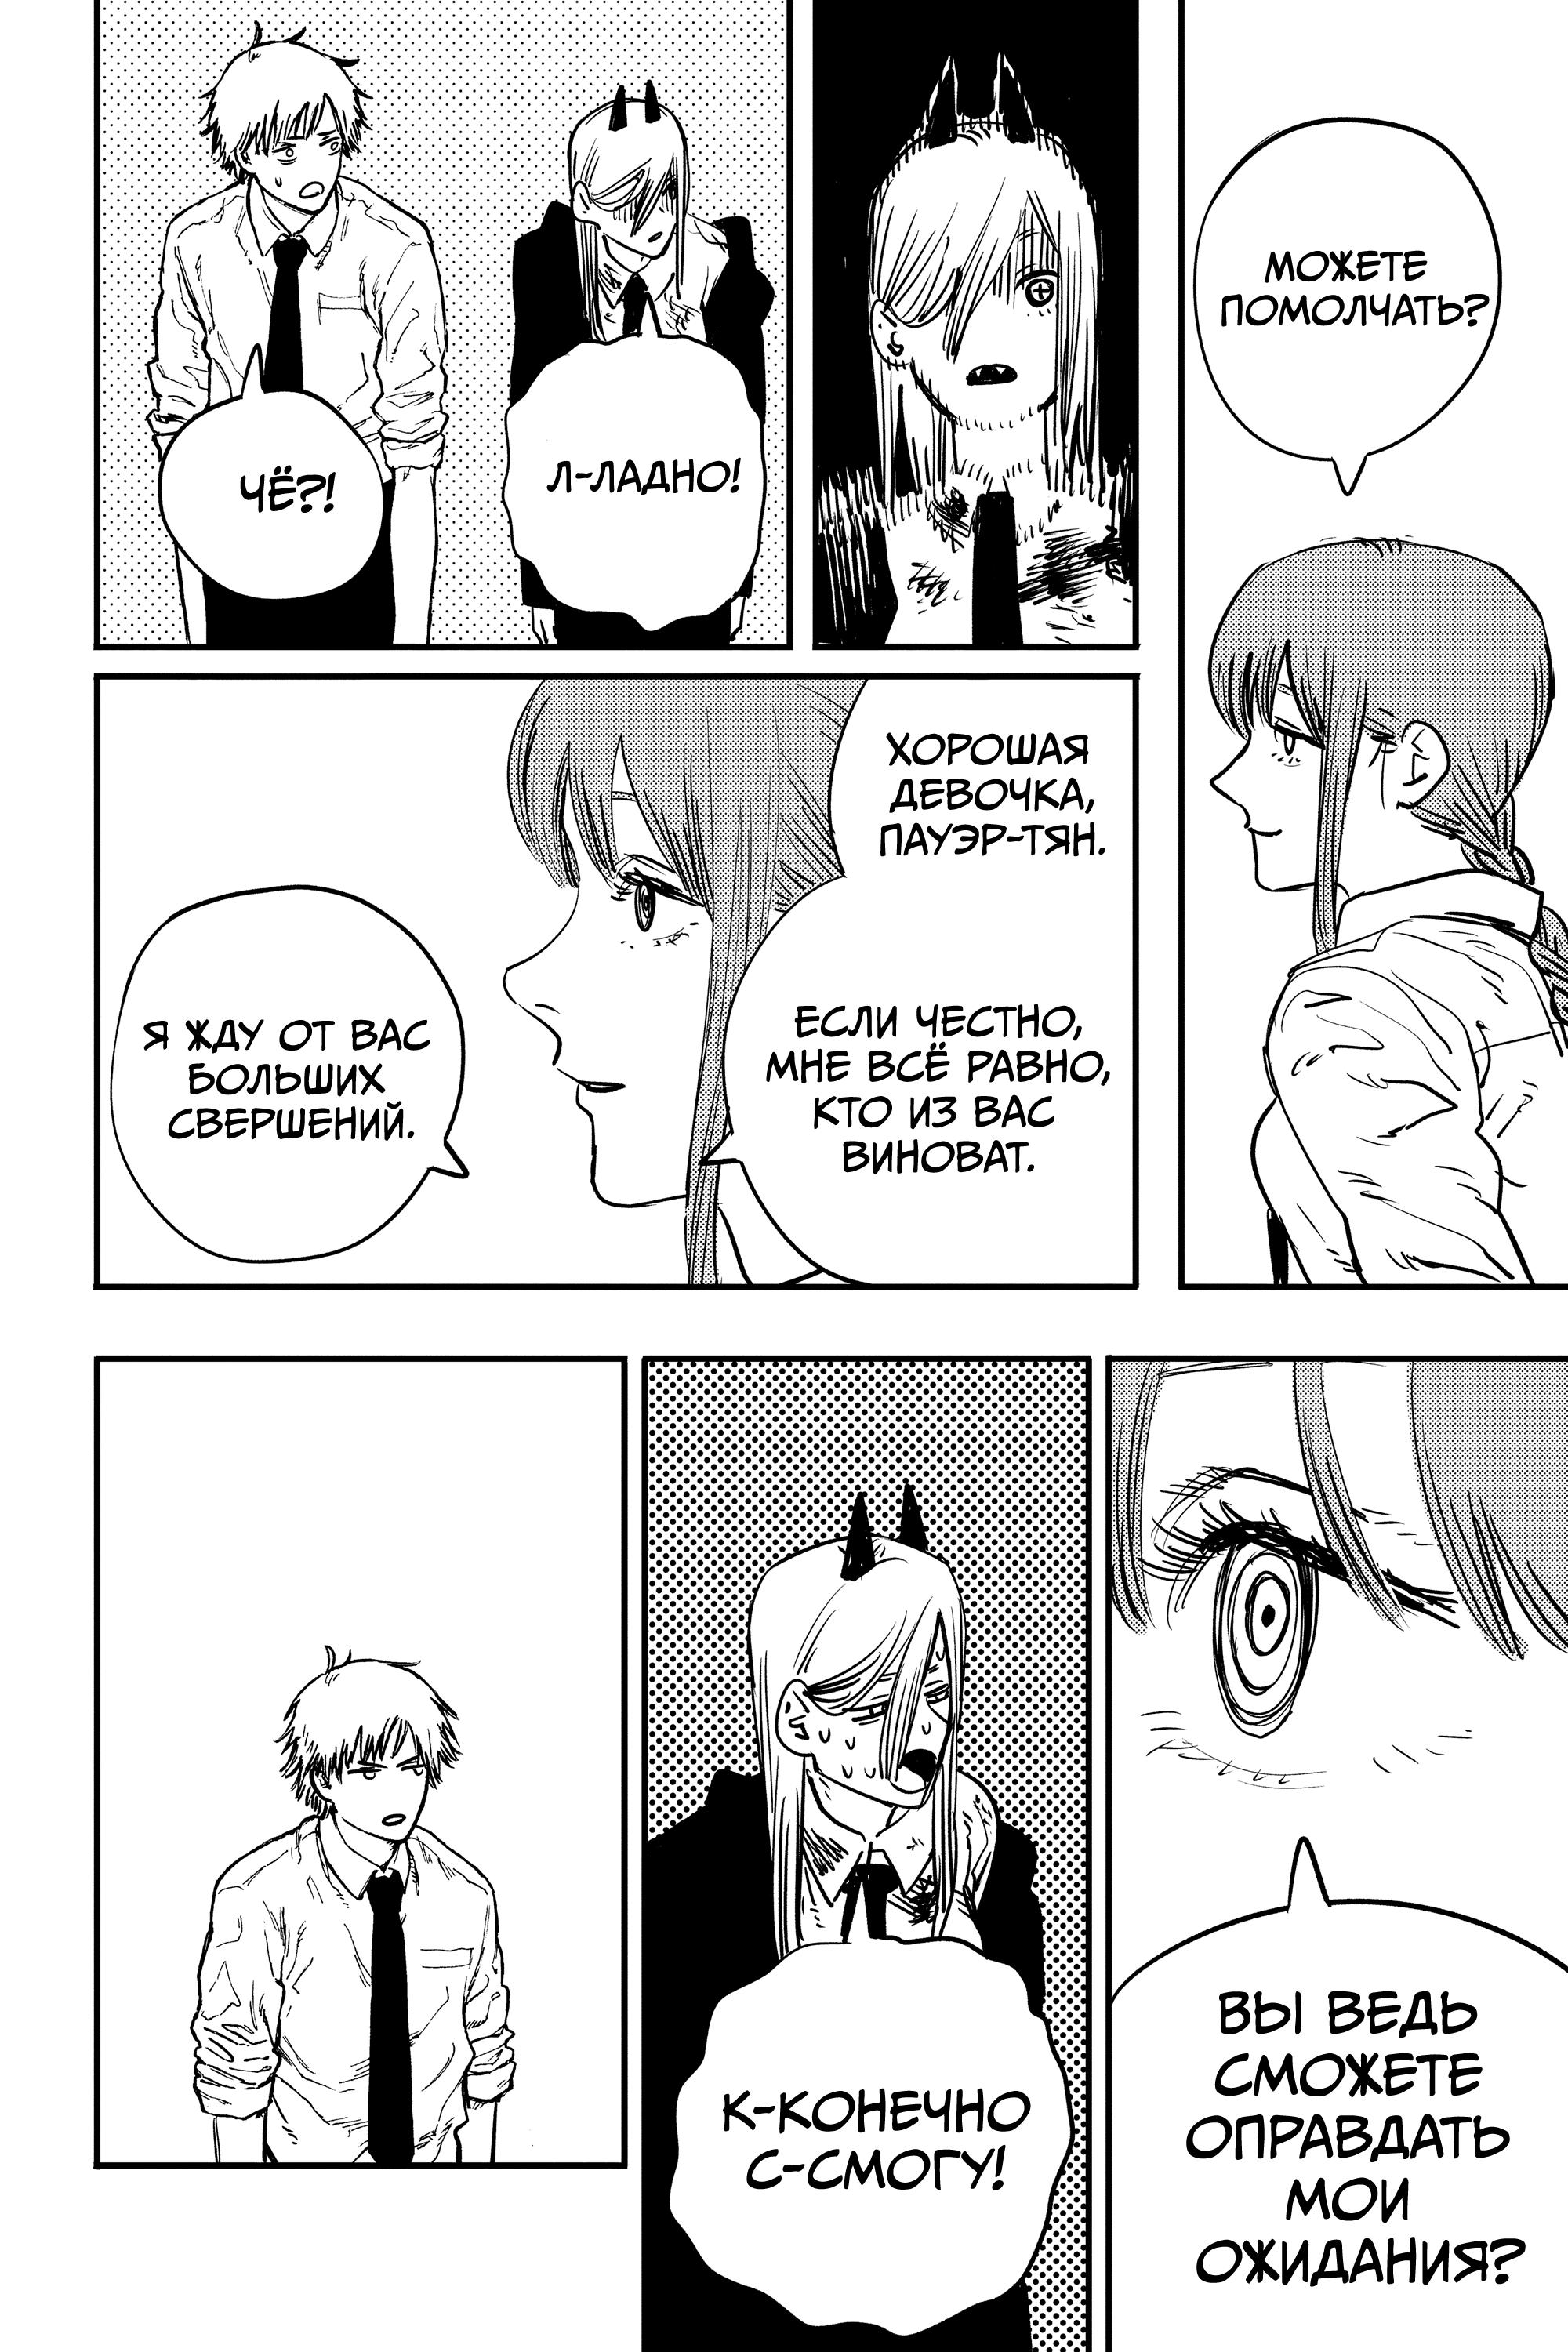 МОЖЕТЕ
ПОМОЛЧАТЬ?
Л-ЛАДНО!
ЧЁ?!
ХОРОШАЯ
ДЕВОЧКА,
ПАУЭР-ТЯН.
ЕСЛИ ЧЕСТНО,
МНЕ ВСЁ РАВНО,
КТО ИЗ ВАС
ВИНОВАТ.
Я ЖДУ ОТ ВАС
БОЛЬШИХ
СВЕРШЕНИЙ.
ВЫ ВЕДЬ
СМОЖЕТЕ
ОПРАВДАТЬ
МОИ
ОЖИДАНИЯ?
К-КОНЕЧНО
С-СМОГУ!